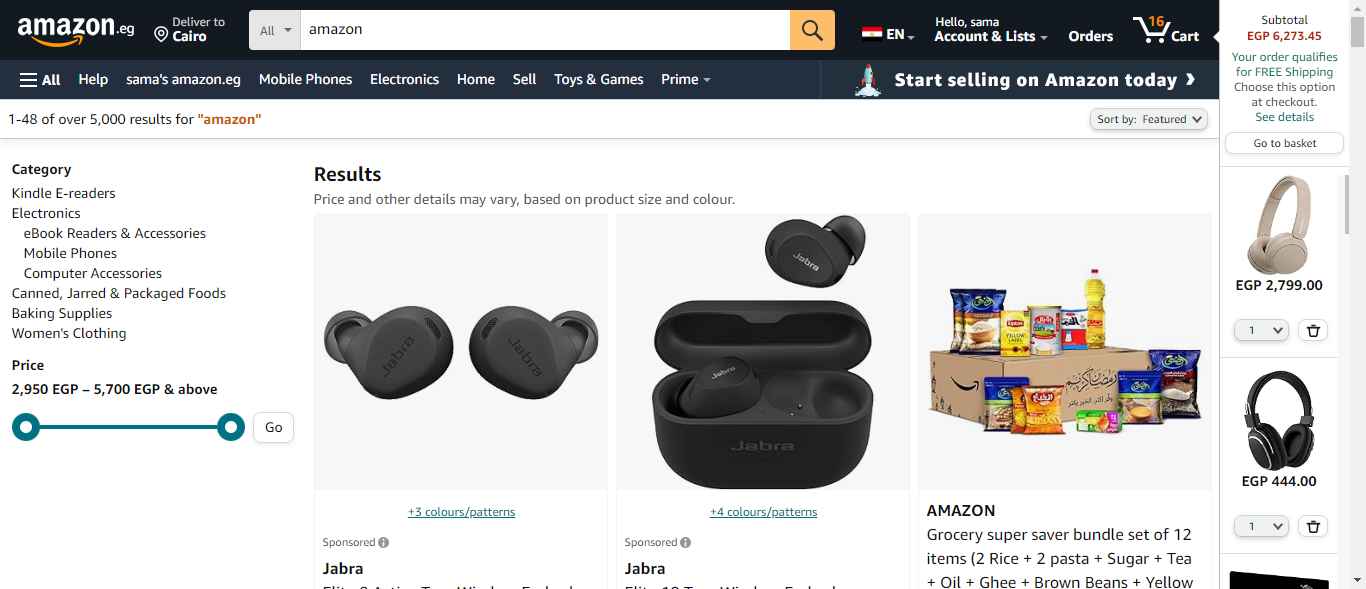 amazon.eg
Deliver to
Cairo
All
amazon
EN
Hello, sama
Account & Lists
Orders
16
Cart
All
Help
sama's amazon.eg
Mobile Phones
Electronics
Home
Sell
Toys & Games
Prime
Start selling on Amazon today ❯
1-48 of over 5,000 results for "amazon"
Sort by: Featured
Category
Kindle E-readers
Electronics
eBook Readers & Accessories
Mobile Phones
Computer Accessories
Canned, Jarred & Packaged Foods
Baking Supplies
Women's Clothing
Price
2,950 EGP – 5,700 EGP & above
Go
Results
Price and other details may vary, based on product size and colour.
Jabra
Jabra
+3 colours/patterns
Sponsored
Jabra
Jabra
Jabra
Jabra
+4 colours/patterns
Sponsored
Jabra
Lipton
YELLOW
LABEL
AMAZON
Grocery super saver bundle set of 12
items (2 Rice + 2 pasta + Sugar + Tea
+ Oil + Ghee + Brown Beans + Yellow
Subtotal
EGP 6,273.45
Your order qualifies
for FREE Shipping
Choose this option
at checkout.
See details
Go to basket
EGP 2,799.00
1
EGP 444.00
1